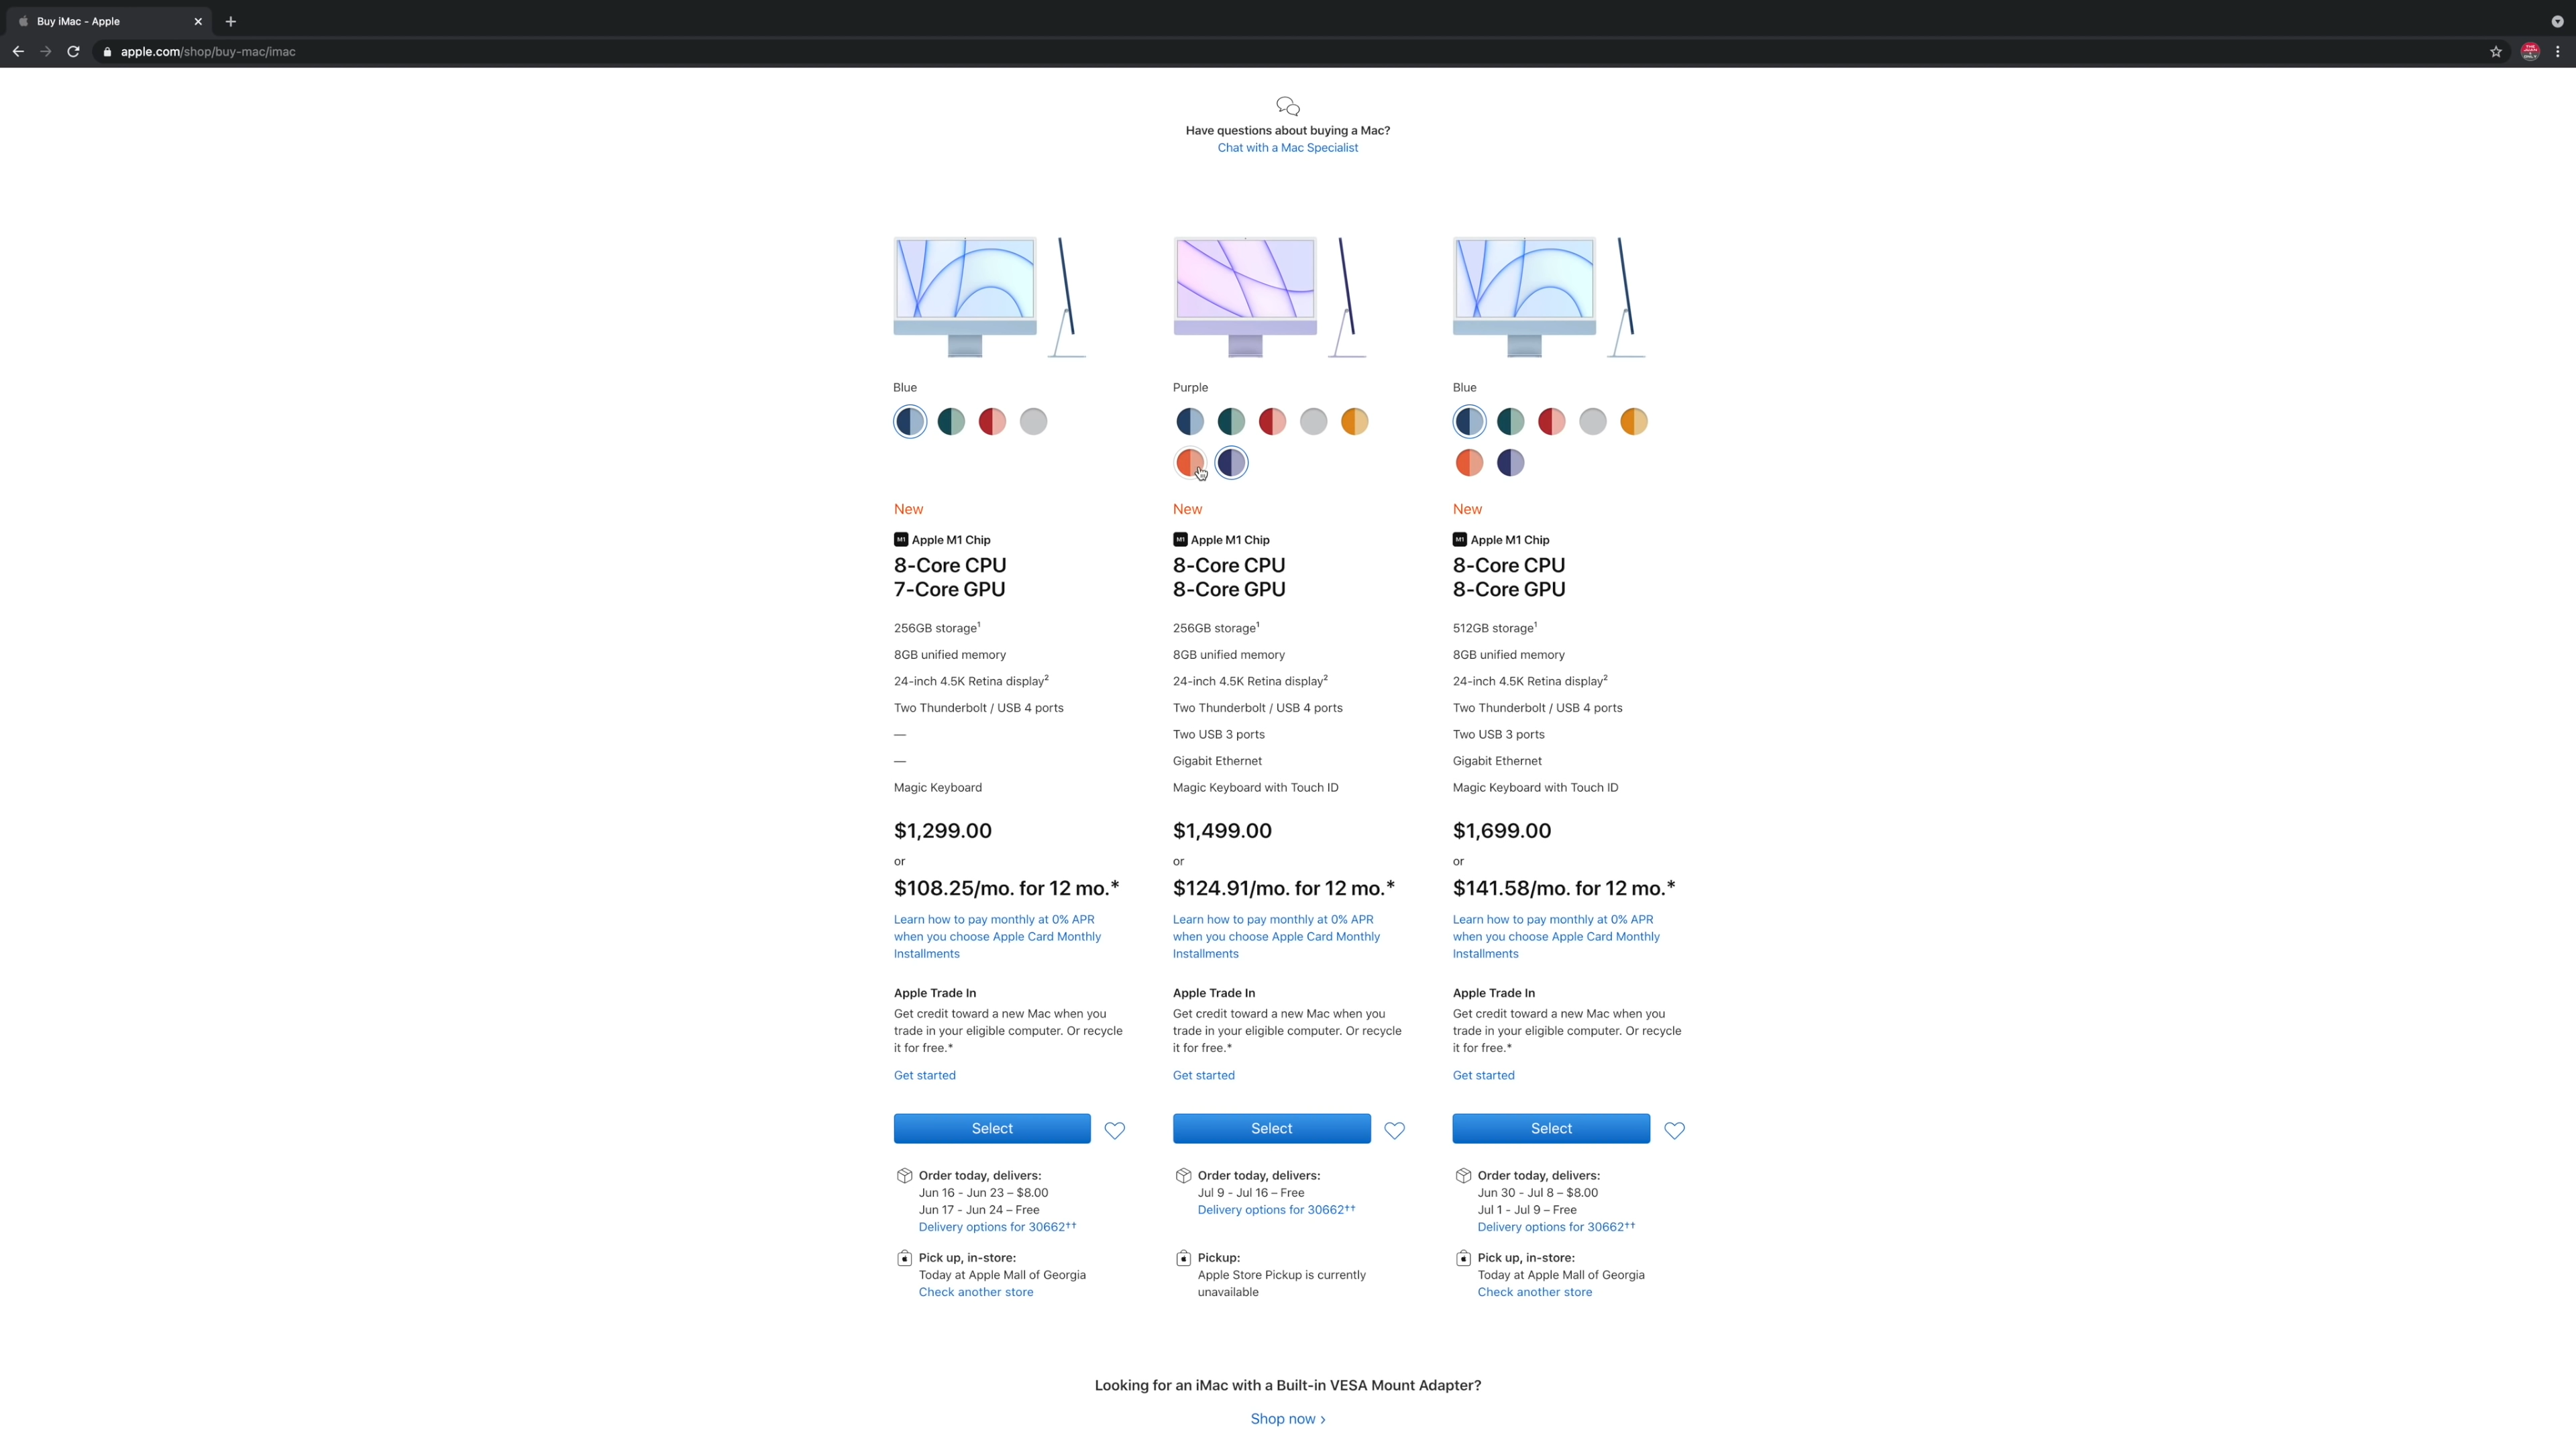 Buy iMac - Apple
apple.com/shop/buy-mac/imac
Have questions about buying a Mac?
Chat with a Mac Specialist
Blue
New
M1 Apple M1 Chip
8-Core CPU
7-Core GPU
256GB storage¹
8GB unified memory
24-inch 4.5K Retina display²
Two Thunderbolt / USB 4 ports
—
—
Magic Keyboard
$1,299.00
or
$108.25/mo. for 12 mo.*
Learn how to pay monthly at 0% APR
when you choose Apple Card Monthly
Installments
Apple Trade In
Get credit toward a new Mac when you
trade in your eligible computer. Or recycle
it for free.*
Get started
Select
Order today, delivers:
Jun 16 - Jun 23 – $8.00
Jun 17 - Jun 24 – Free
Delivery options for 30662††
Pick up, in-store:
Today at Apple Mall of Georgia
Check another store
Purple
New
M1 Apple M1 Chip
8-Core CPU
8-Core GPU
256GB storage¹
8GB unified memory
24-inch 4.5K Retina display²
Two Thunderbolt / USB 4 ports
Two USB 3 ports
Gigabit Ethernet
Magic Keyboard with Touch ID
$1,499.00
or
$124.91/mo. for 12 mo.*
Learn how to pay monthly at 0% APR
when you choose Apple Card Monthly
Installments
Apple Trade In
Get credit toward a new Mac when you
trade in your eligible computer. Or recycle
it for free.*
Get started
Select
Order today, delivers:
Jul 9 - Jul 16 – Free
Delivery options for 30662††
Pickup:
Apple Store Pickup is currently
unavailable
Blue
New
M1 Apple M1 Chip
8-Core CPU
8-Core GPU
512GB storage¹
8GB unified memory
24-inch 4.5K Retina display²
Two Thunderbolt / USB 4 ports
Two USB 3 ports
Gigabit Ethernet
Magic Keyboard with Touch ID
$1,699.00
or
$141.58/mo. for 12 mo.*
Learn how to pay monthly at 0% APR
when you choose Apple Card Monthly
Installments
Apple Trade In
Get credit toward a new Mac when you
trade in your eligible computer. Or recycle
it for free.*
Get started
Select
Order today, delivers:
Jun 30 - Jul 8 – $8.00
Jul 1 - Jul 9 – Free
Delivery options for 30662††
Pick up, in-store:
Today at Apple Mall of Georgia
Check another store
Looking for an iMac with a Built-in VESA Mount Adapter?
Shop now ›